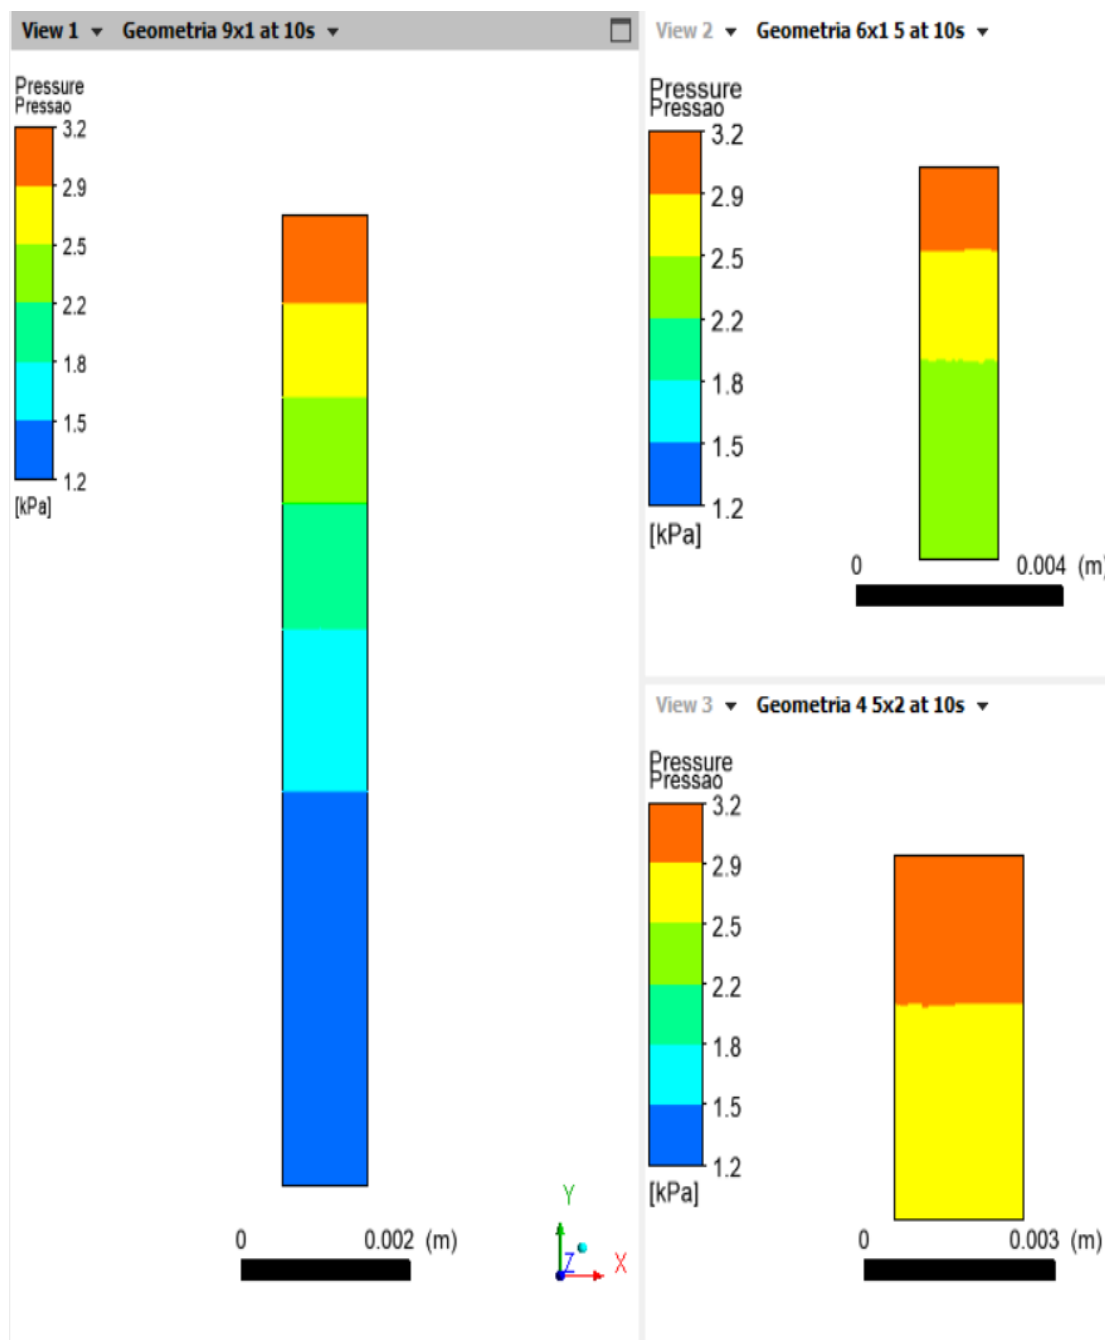 View 1 Geometria 9x1 at 10s
Pressure
Pressao
3.2
2.9
2.5
2.2
1.8
1.5
1.2
[kPa]
0 0.002 (m)
Y
Z X
View 2 Geometria 6x1 5 at 10s
Pressure
Pressao
3.2
2.9
2.5
2.2
1.8
1.5
1.2
[kPa]
0 0.004 (m)
View 3 Geometria 4 5x2 at 10s
Pressure
Pressao
3.2
2.9
2.5
2.2
1.8
1.5
1.2
[kPa]
0 0.003 (m)